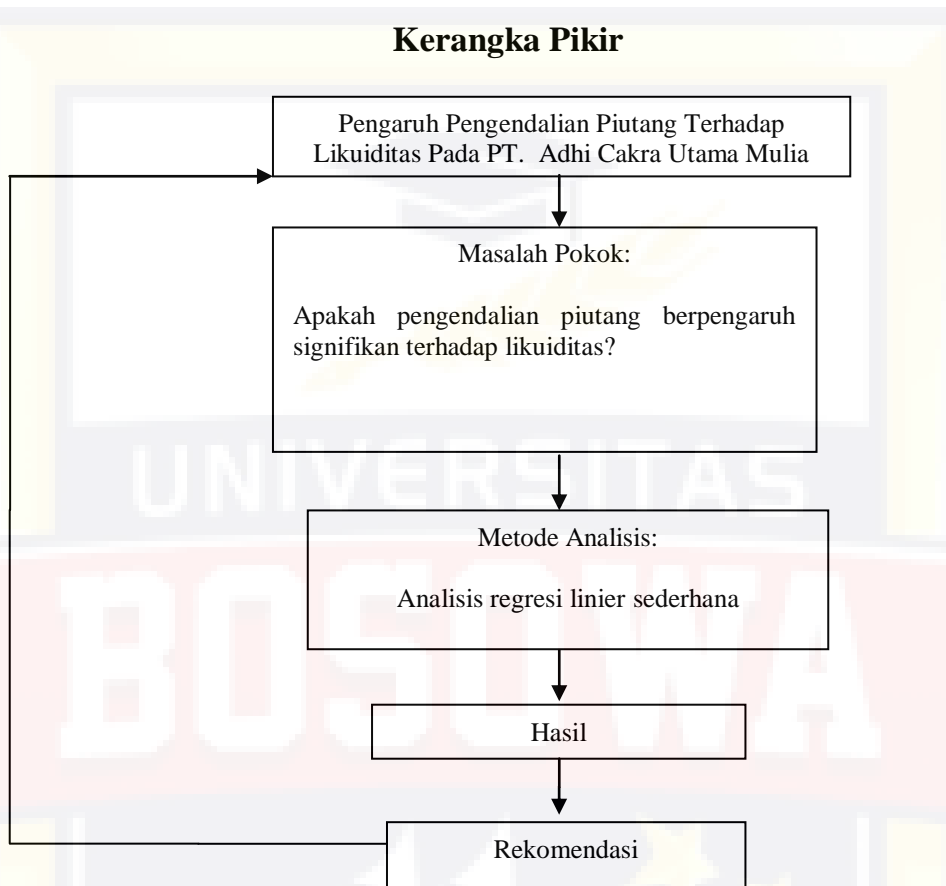 Kerangka Pikir
Pengaruh Pengendalian Piutang Terhadap
Likuiditas Pada PT. Adhi Cakra Utama Mulia
Masalah Pokok:
Apakah pengendalian piutang berpengaruh
signifikan terhadap likuiditas?
UNIVERSITAS
Metode Analisis:
Analisis regresi linier sederhana
BOSOWA
Hasil
Rekomendasi